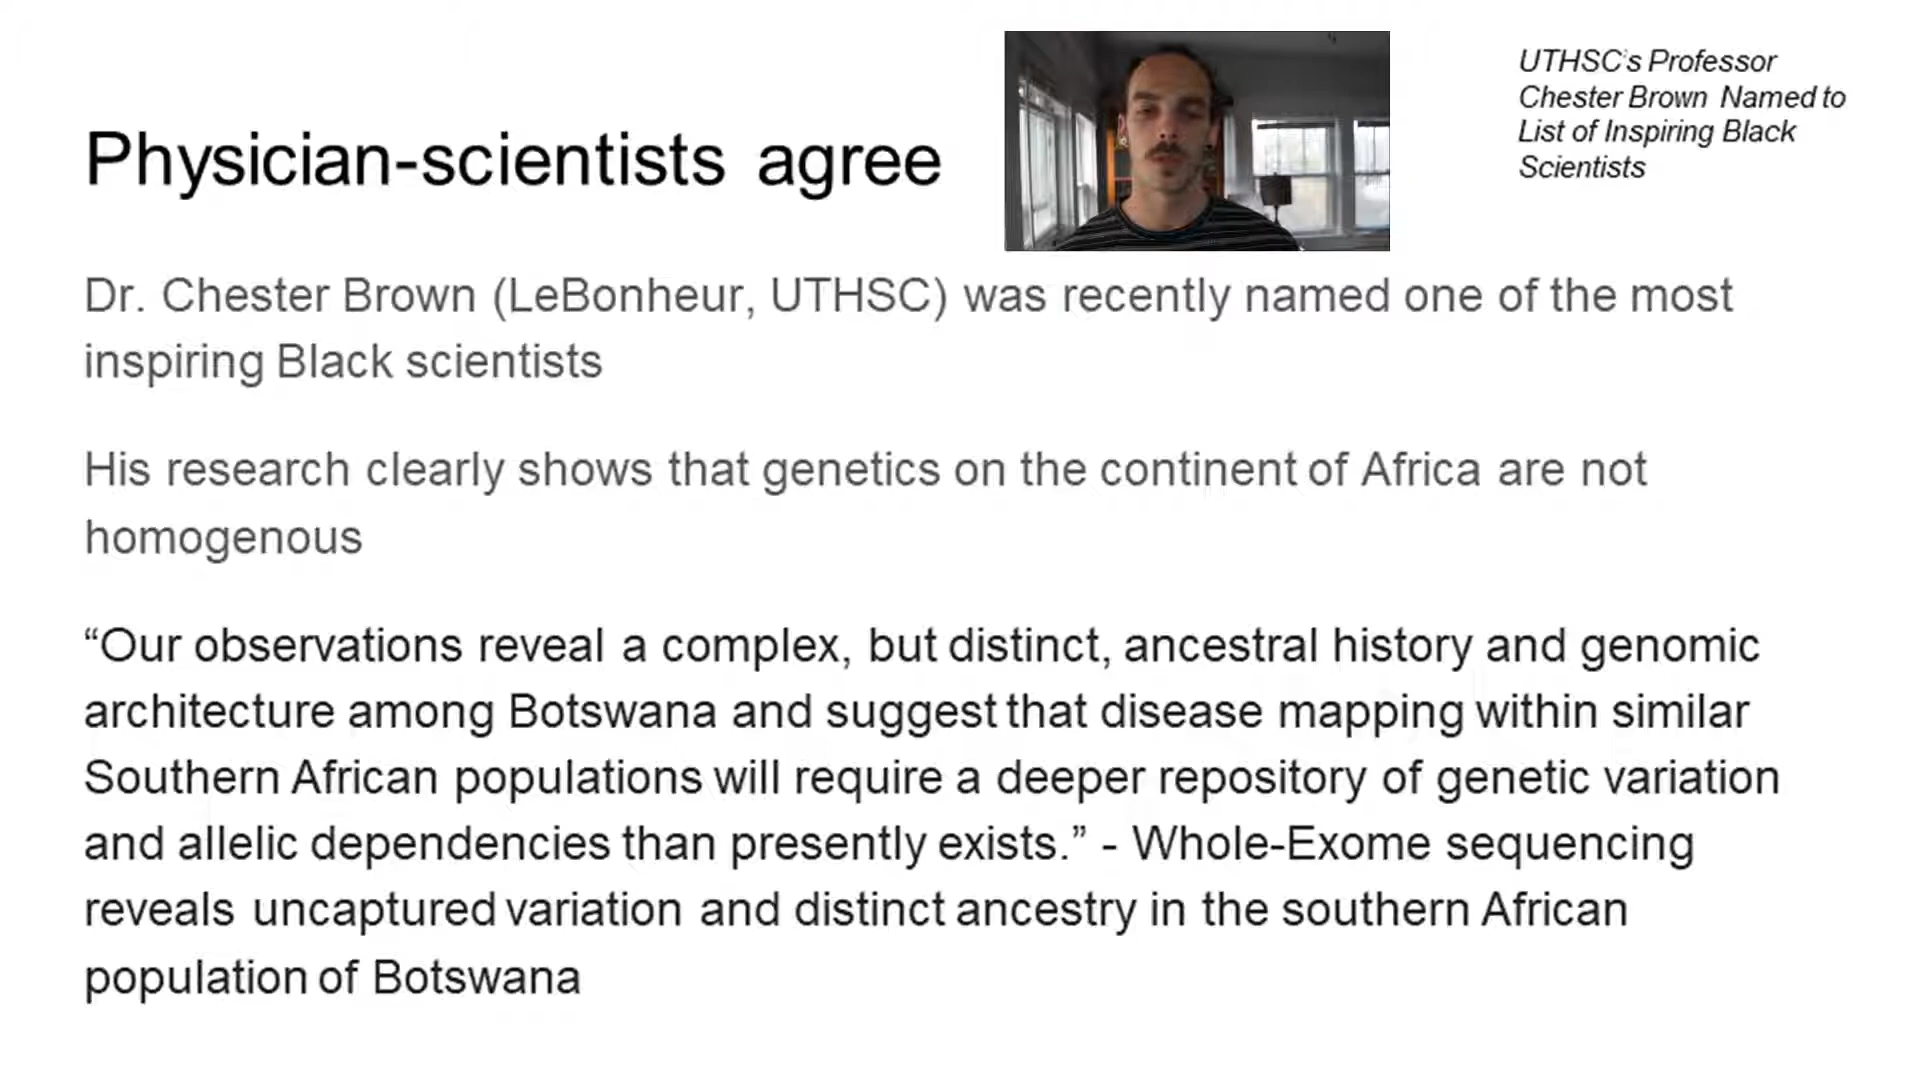 UTHSC's Professor
Chester Brown Named to
List of Inspiring Black
Scientists
Physician-scientists agree
Dr. Chester Brown (LeBonheur, UTHSC) was recently named one of the most
inspiring Black scientists
His research clearly shows that genetics on the continent of Africa are not
homogenous
“Our observations reveal a complex, but distinct, ancestral history and genomic
architecture among Botswana and suggest that disease mapping within similar
Southern African populations will require a deeper repository of genetic variation
and allelic dependencies than presently exists.” - Whole-Exome sequencing
reveals uncaptured variation and distinct ancestry in the southern African
population of Botswana